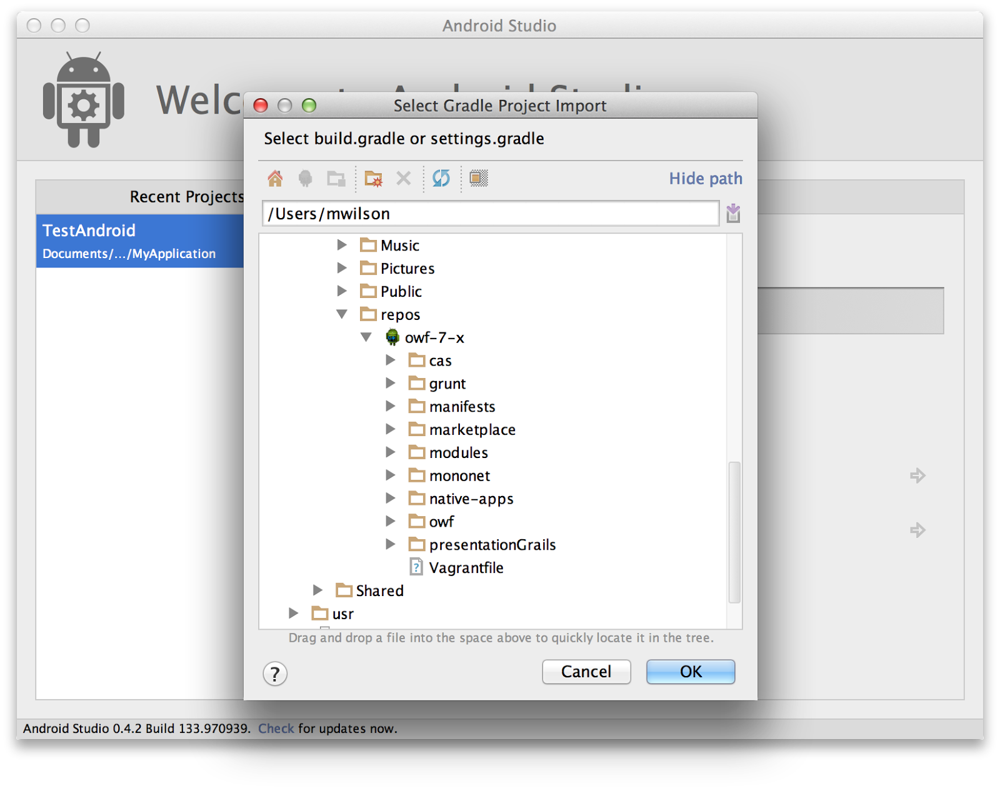 Android Studio
Welc
Select Gradle Project Import
Select build.gradle or settings.gradle
Hide path
/Users/mwilson
Recent Projects
TestAndroid
Documents/.../MyApplication
Music
Pictures
Public
repos
owf-7-x
cas
grunt
manifests
marketplace
modules
mononet
native-apps
owf
presentationGrails
? Vagrantfile
Shared
usr
Drag and drop a file into the space above to quickly locate it in the tree.
?
Cancel
OK
Android Studio 0.4.2 Build 133.970939. Check for updates now.